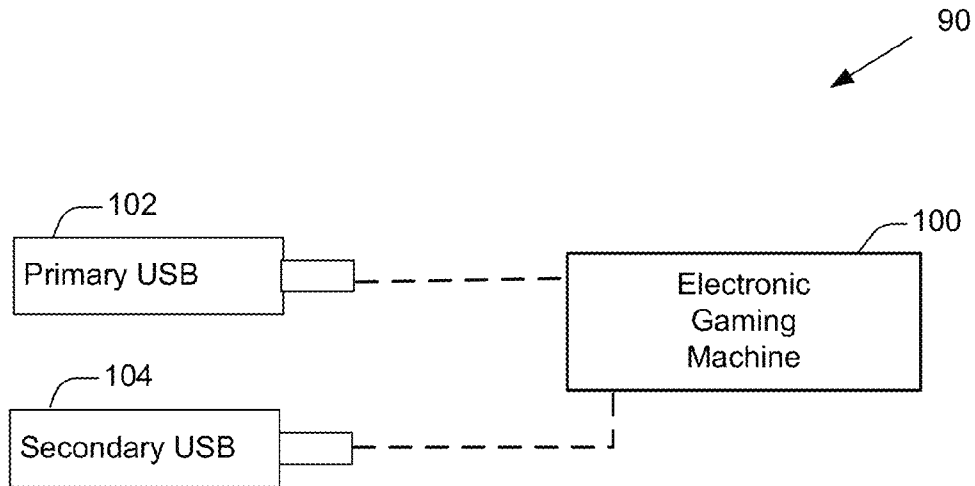 90
102
100
Primary USB
Electronic
Gaming
Machine
104
Secondary USB